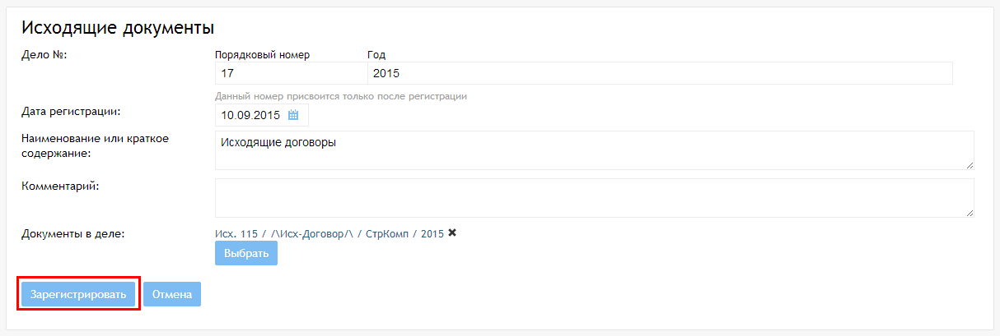 Исходящие документы
Дело №:
Порядковый номер Год
17 2015
Данный номер присвоится только после регистрации
Дата регистрации:
10.09.2015
Наименование или краткое
содержание:
Исходящие договоры
Комментарий:
Документы в деле:
Исх. 115 / /\Исх-Договор/\ / СтрКомп / 2015
Выбрать
Зарегистрировать Отмена